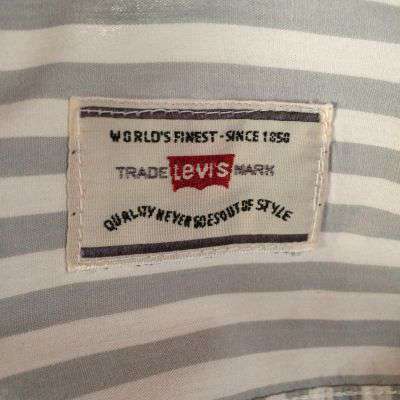 WORLD'S FINEST - SINCE 1850
TRADE LEVI'S MARK
QUALITY NEVER GOES OUT OF STYLE